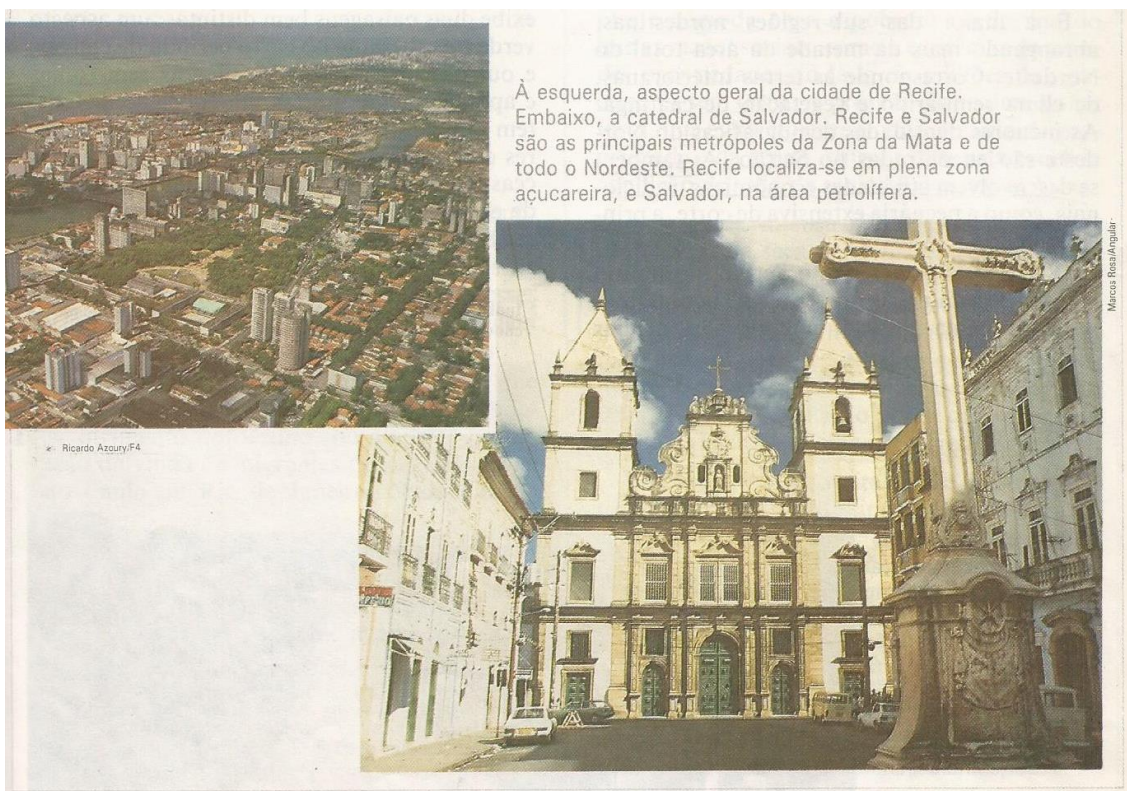 À esquerda, aspecto geral da cidade de Recife.
Embaixo, a catedral de Salvador. Recife e Salvador
são as principais metrópoles da Zona da Mata e de
todo o Nordeste. Recife localiza-se em plena zona
açucareira, e Salvador, na área petrolífera.
Marcos Rosa/Angular
Ricardo Azoury/F4